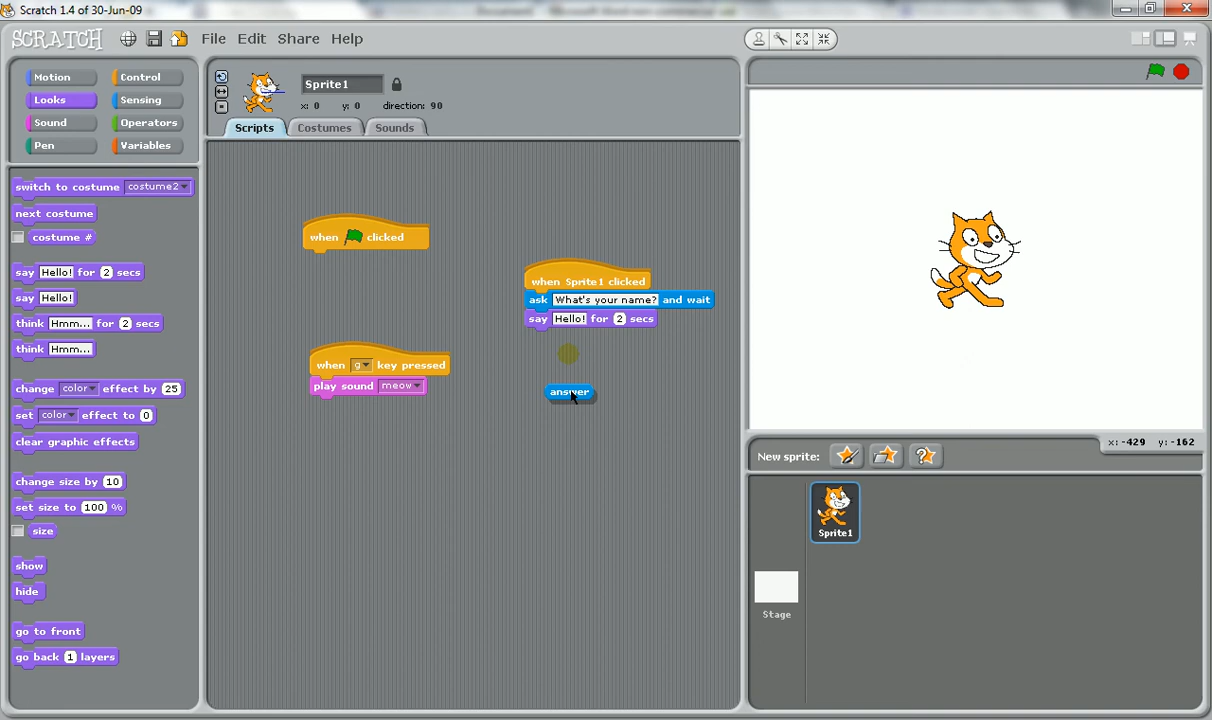 Scratch 1.4 of 30-Jun-09
SCRATCH File Edit Share Help
Motion Control
Looks Sensing
Sound Operators
Pen Variables
switch to costume costume2
next costume
costume #
say Hello! for 2 secs
say Hello!
think Hmm... for 2 secs
think Hmm...
change color effect by 25
set color effect to 0
clear graphic effects
change size by 10
set size to 100 %
size
show
hide
go to front
go back 1 layers
Sprite1
x: 0 y: 0 direction: 90
Scripts Costumes Sounds
when clicked
when g key pressed
play sound meow
when Sprite1 clicked
ask What's your name? and wait
say Hello! for 2 secs
answer
x: -429 y: -162
New sprite:
Sprite1
Stage